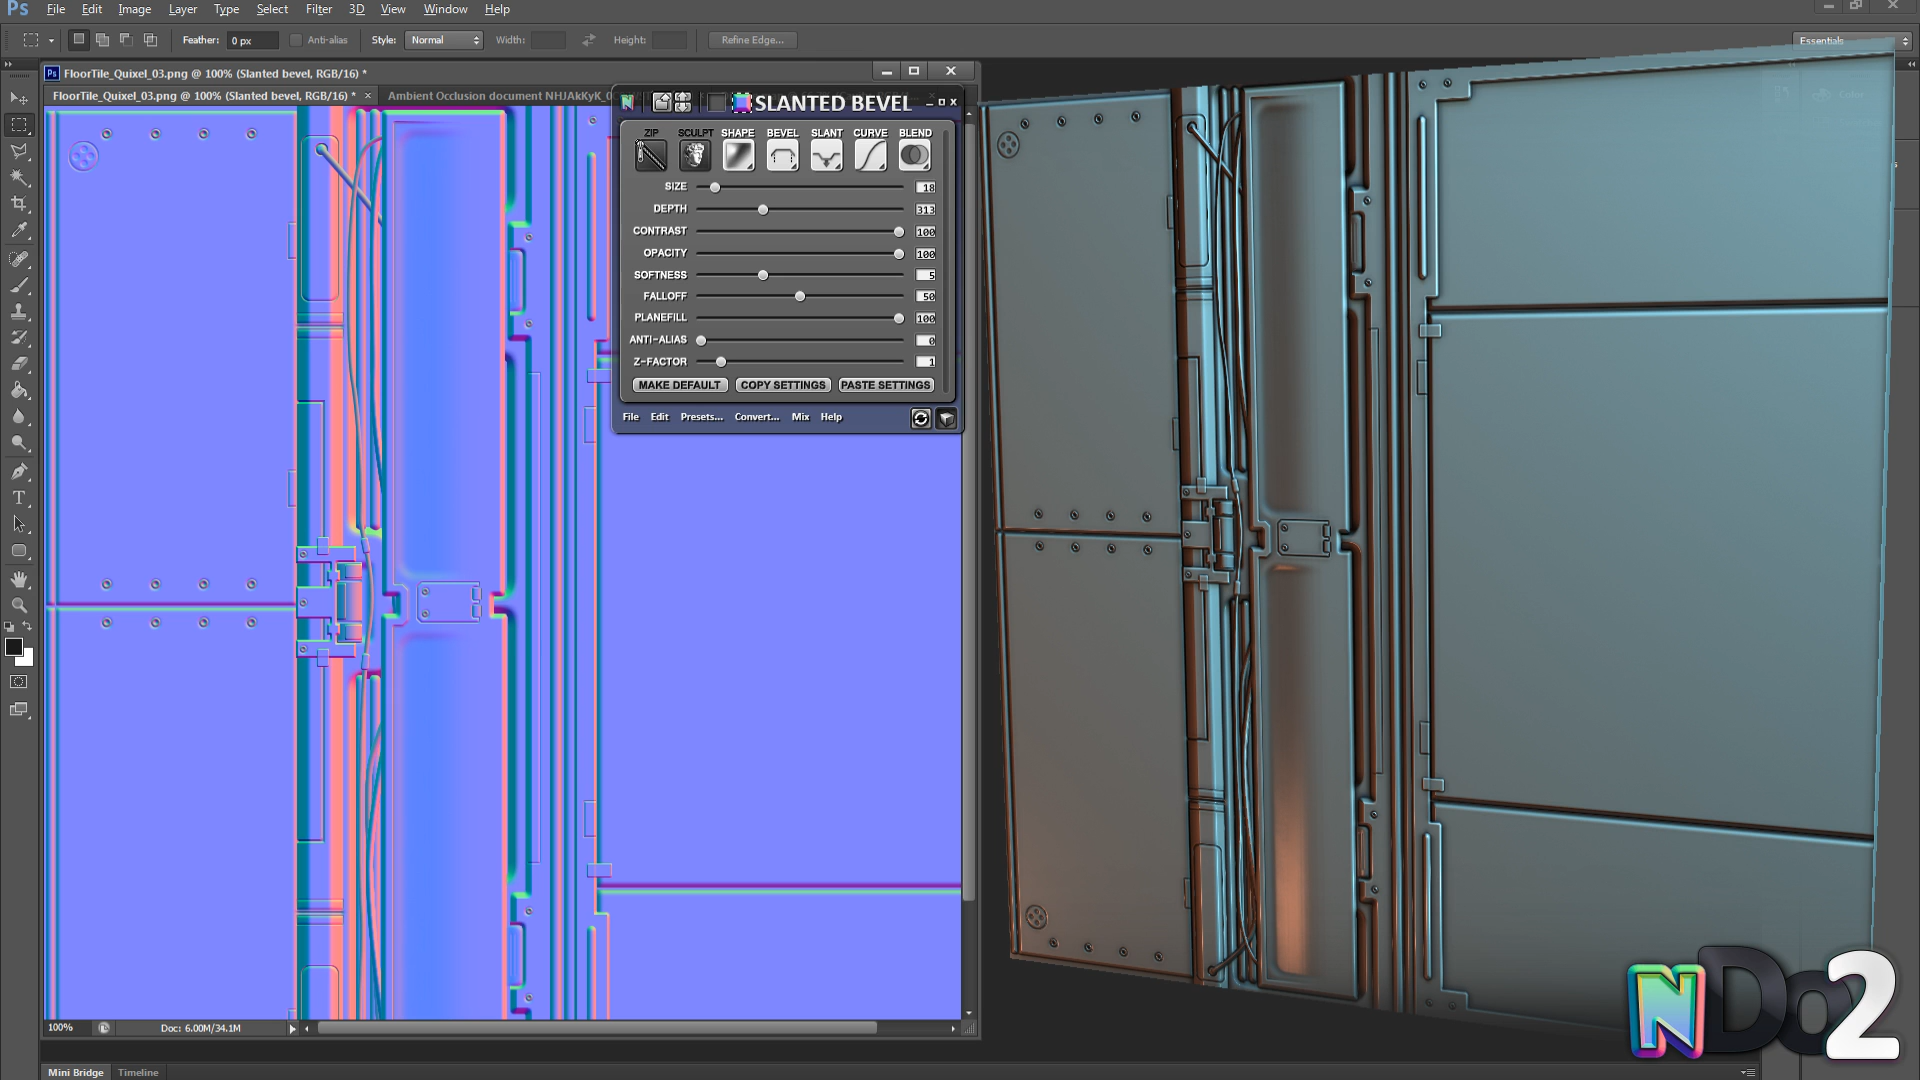 Ps File Edit Image Layer Type Select Filter 3D View Window Help
Feather: 0 px Anti-alias Style: Normal Width: Height: Refine Edge... Essentials
Ps FloorTile_Quixel_03.png @ 100% (Slanted bevel, RGB/16) *
FloorTile_Quixel_03.png @ 100% (Slanted bevel, RGB/16) * × Ambient Occlusion document NHJAkKyK_
N SLANTED BEVEL
Color
ZIP SCULPT SHAPE BEVEL SLANT CURVE BLEND
SIZE 18
DEPTH 313
CONTRAST 100
OPACITY 100
SOFTNESS 5
FALLOFF 50
PLANEFILL 100
ANTI-ALIAS 0
Z-FACTOR 1
MAKE DEFAULT COPY SETTINGS PASTE SETTINGS
File Edit Presets... Convert... Mix Help
T
100% Doc: 6.00M/34.1M
Mini Bridge Timeline
NDo2